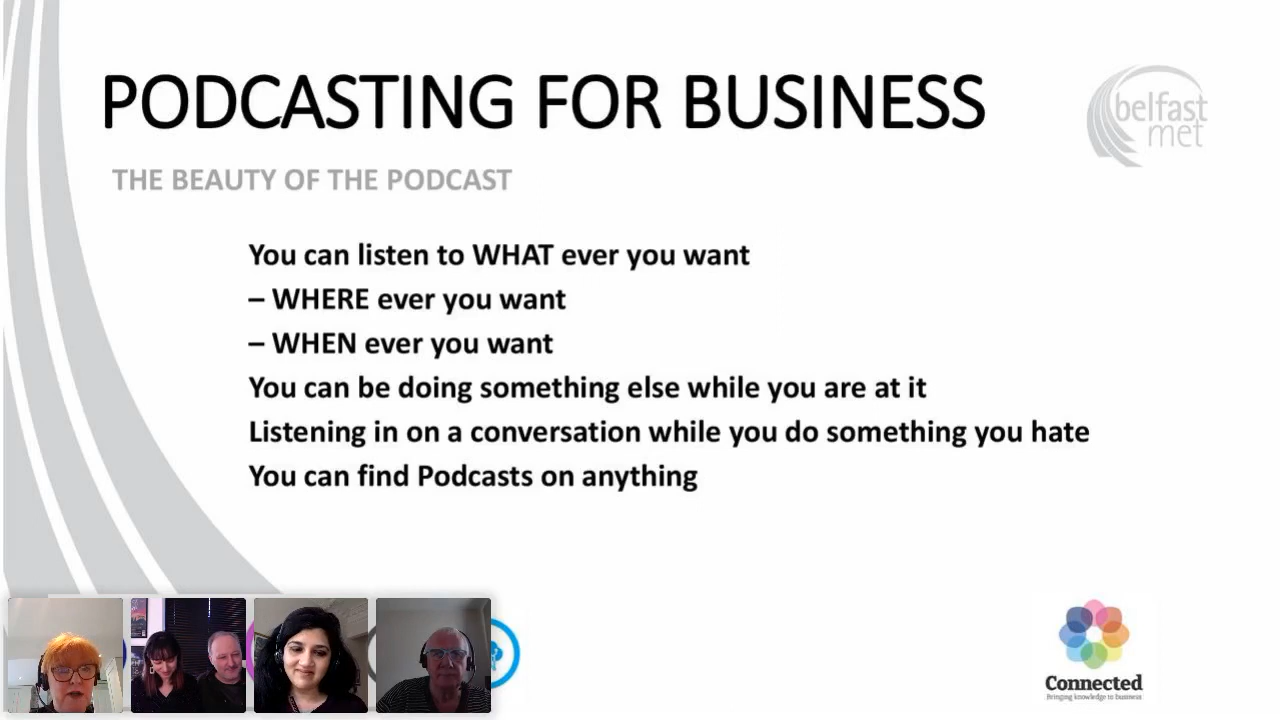 PODCASTING FOR BUSINESS
belfast
met
THE BEAUTY OF THE PODCAST
You can listen to WHAT ever you want
– WHERE ever you want
– WHEN ever you want
You can be doing something else while you are at it
Listening in on a conversation while you do something you hate
You can find Podcasts on anything
Connected
Bringing knowledge to business